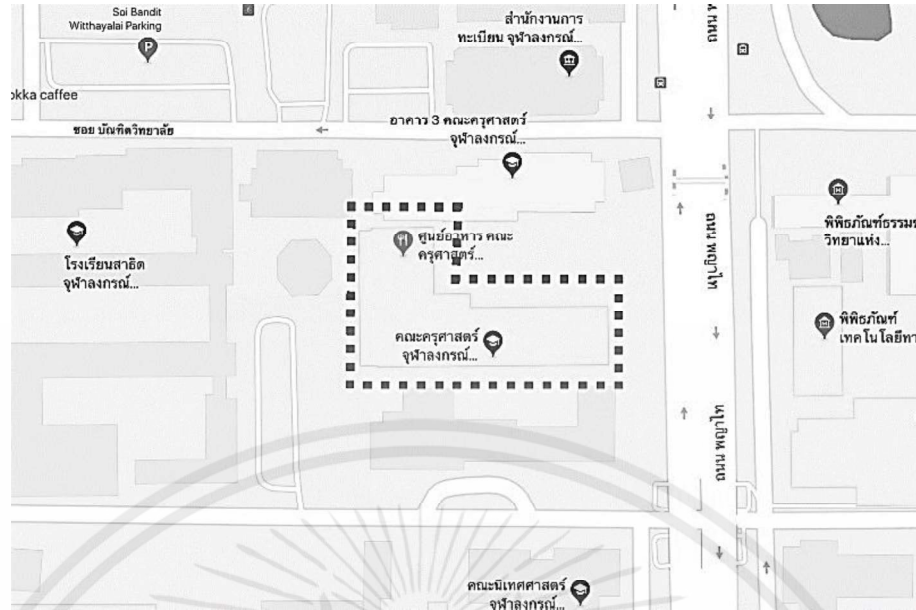 Soi Bandit
Witthayalai Parking
P
สำนักงานการ
ทะเบียน จุฬาลงกรณ์...
ถนน พ
okka caffee
ซอย บัณฑิตวิทยาลัย
อาคาร 3 คณะครุศาสตร์
จุฬาลงกรณ์...
โรงเรียนสาธิต
จุฬาลงกรณ์...
ศูนย์อาหาร คณะ
ครุศาสตร์...
คณะครุศาสตร์
จุฬาลงกรณ์...
ถนน พญาไท
พิพิธภัณฑ์ธรรมช
วิทยาแห่ง...
พิพิธภัณฑ์
เทคโนโลยีทา
ถนน พญาไท
คณะนิเทศศาสตร์
จุฬาลงกรณ์...